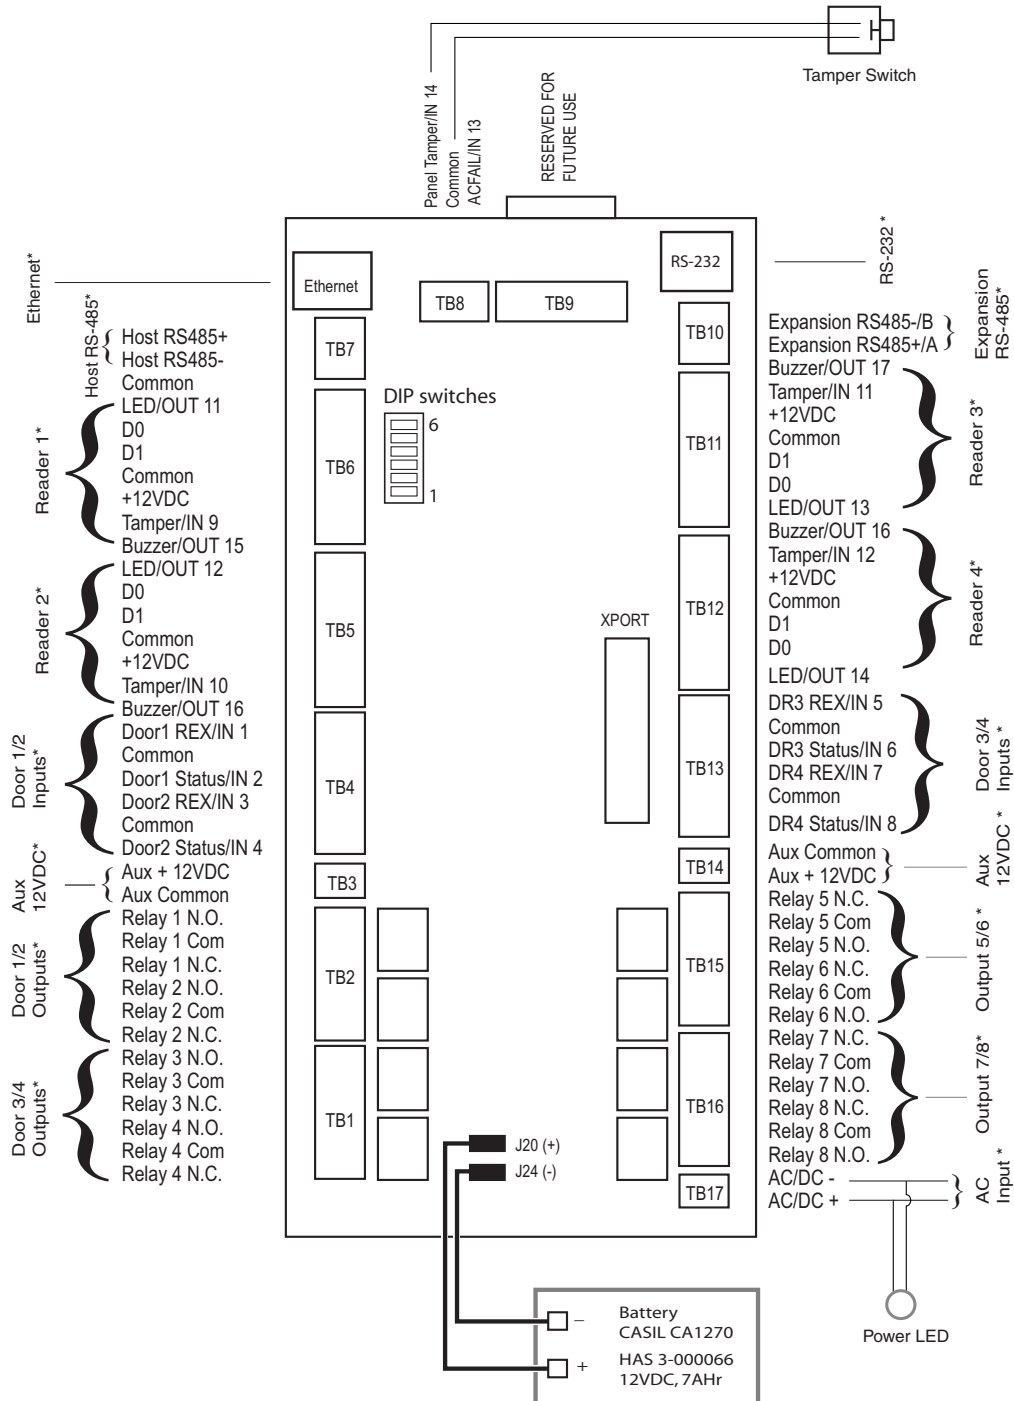 Tamper Switch
Panel Tamper/IN 14
Common
ACFAIL/IN 13
RESERVED FOR
FUTURE USE
Ethernet*
Host RS-485*
Host RS485+
Host RS485-
Common
Reader 1*
LED/OUT 11
D0
D1
Common
+12VDC
Tamper/IN 9
Buzzer/OUT 15
Reader 2*
LED/OUT 12
D0
D1
Common
+12VDC
Tamper/IN 10
Buzzer/OUT 16
Door 1/2
Inputs*
Door1 REX/IN 1
Common
Door1 Status/IN 2
Door2 REX/IN 3
Common
Door2 Status/IN 4
Aux
12VDC*
Aux + 12VDC
Aux Common
Door 1/2
Outputs*
Relay 1 N.O.
Relay 1 Com
Relay 1 N.C.
Relay 2 N.O.
Relay 2 Com
Relay 2 N.C.
Door 3/4
Outputs*
Relay 3 N.O.
Relay 3 Com
Relay 3 N.C.
Relay 4 N.O.
Relay 4 Com
Relay 4 N.C.
Ethernet
TB7
TB6
TB5
TB4
TB3
TB2
TB1
TB8
TB9
DIP switches
6
1
XPORT
J20 (+)
J24 (-)
RS-232
TB10
TB11
TB12
TB13
TB14
TB15
TB16
TB17
RS-232 *
Expansion RS485-/B
Expansion RS485+/A
Expansion
RS-485*
Buzzer/OUT 17
Tamper/IN 11
+12VDC
Common
D1
D0
LED/OUT 13
Reader 3*
Buzzer/OUT 16
Tamper/IN 12
+12VDC
Common
D1
D0
LED/OUT 14
Reader 4*
DR3 REX/IN 5
Common
DR3 Status/IN 6
DR4 REX/IN 7
Common
DR4 Status/IN 8
Door 3/4
Inputs *
Aux Common
Aux + 12VDC
Aux
12VDC *
Relay 5 N.C.
Relay 5 Com
Relay 5 N.O.
Relay 6 N.C.
Relay 6 Com
Relay 6 N.O.
Output 5/6 *
Relay 7 N.C.
Relay 7 Com
Relay 7 N.O.
Relay 8 N.C.
Relay 8 Com
Relay 8 N.O.
Output 7/8*
AC/DC -
AC/DC +
AC
Input *
Power LED
− Battery
CASIL CA1270
+ HAS 3-000066
12VDC, 7AHr